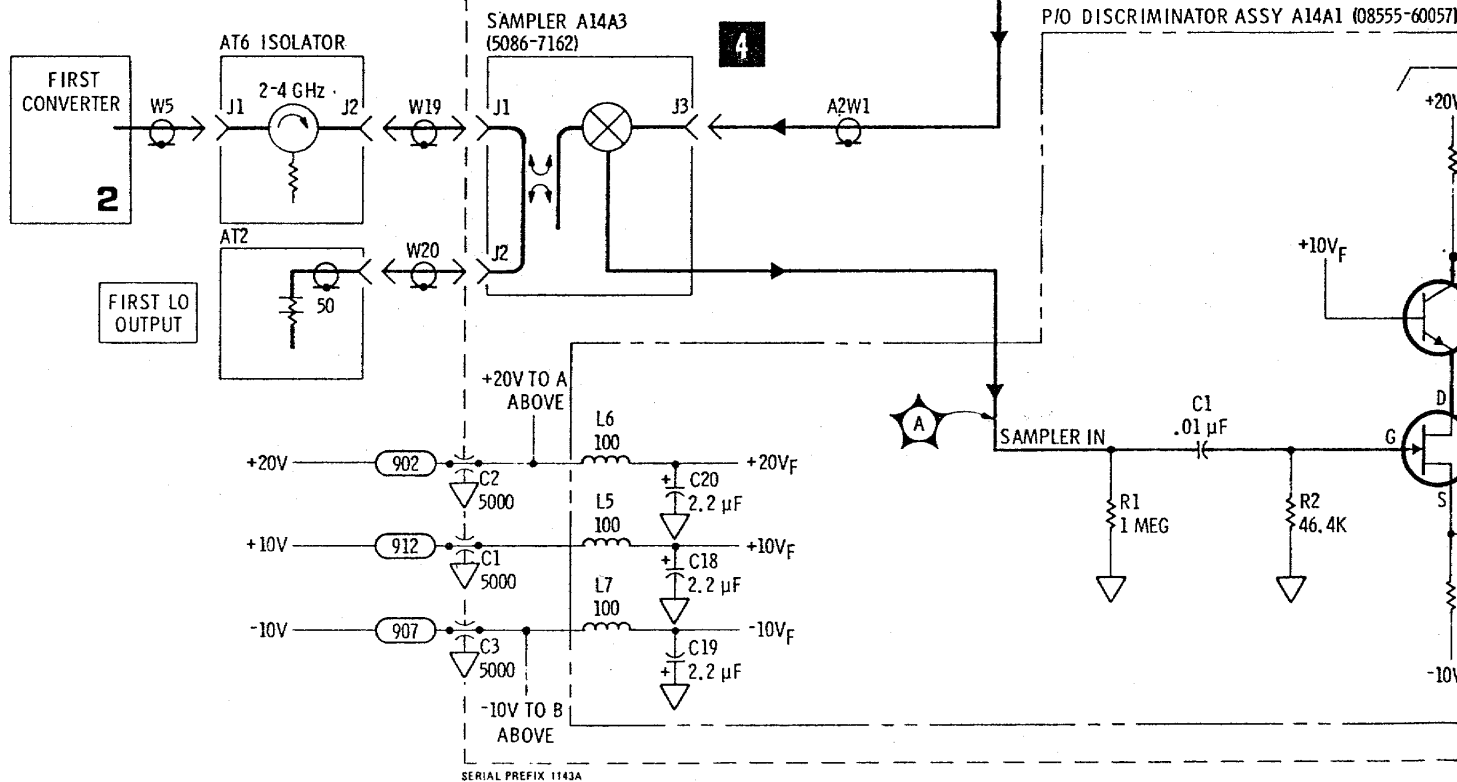 P/O DISCRIMINATOR ASSY A14A1 (08555-60057)
SAMPLER A14A3
(5086-7162)
4
AT6 ISOLATOR
FIRST
CONVERTER
2
W5
J1
2-4 GHz
J2
W19
J1
J3
A2W1
+20V
AT2
W20
J2
50
FIRST LO
OUTPUT
+10VF
+20V TO A
ABOVE
A
SAMPLER IN
C1
.01 µF
G
D
S
R1
1 MEG
R2
46.4K
-10V
+20V
902
C2
5000
L6
100
C20
+
2.2 µF
+20VF
+10V
912
C1
5000
L5
100
C18
+
2.2 µF
+10VF
-10V
907
C3
5000
L7
100
C19
+
2.2 µF
-10VF
-10V TO B
ABOVE
SERIAL PREFIX 1143A